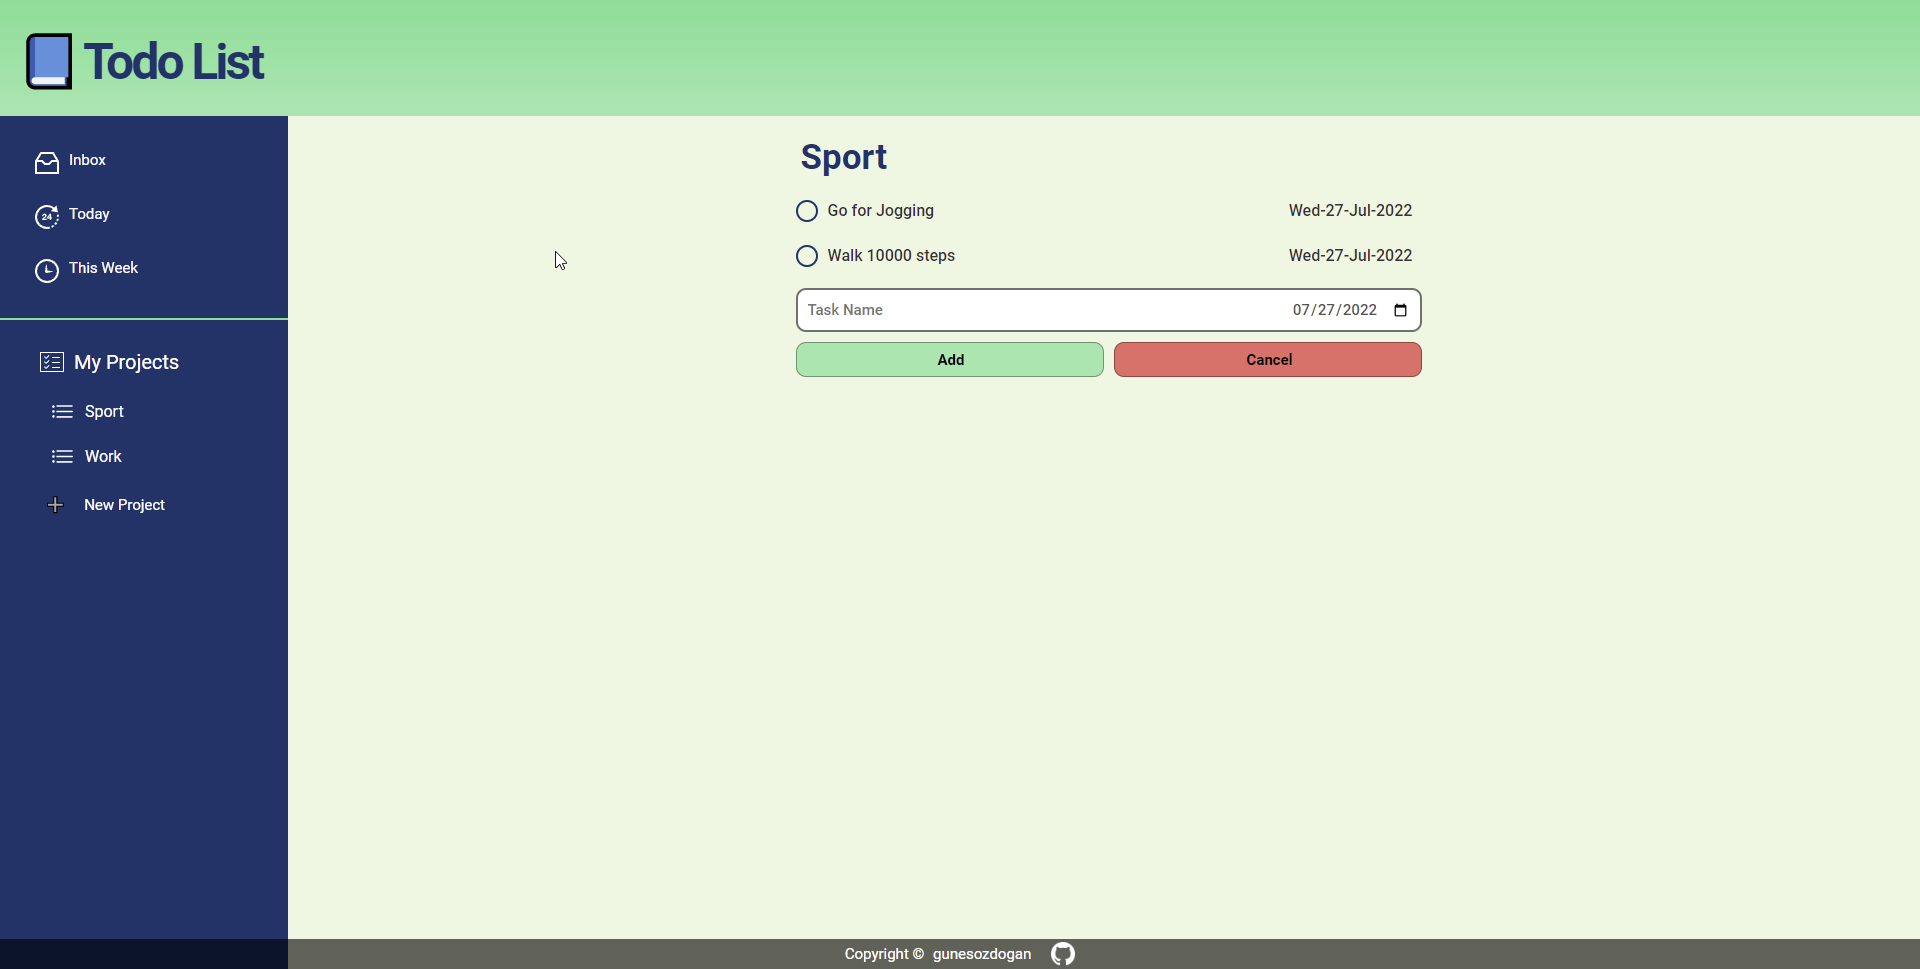 Todo List
Inbox
24
Today
This Week
My Projects
Sport
Work
New Project
Sport
Go for Jogging Wed-27-Jul-2022
Walk 10000 steps Wed-27-Jul-2022
Task Name 07/27/2022
Add Cancel
Copyright © gunesozdogan